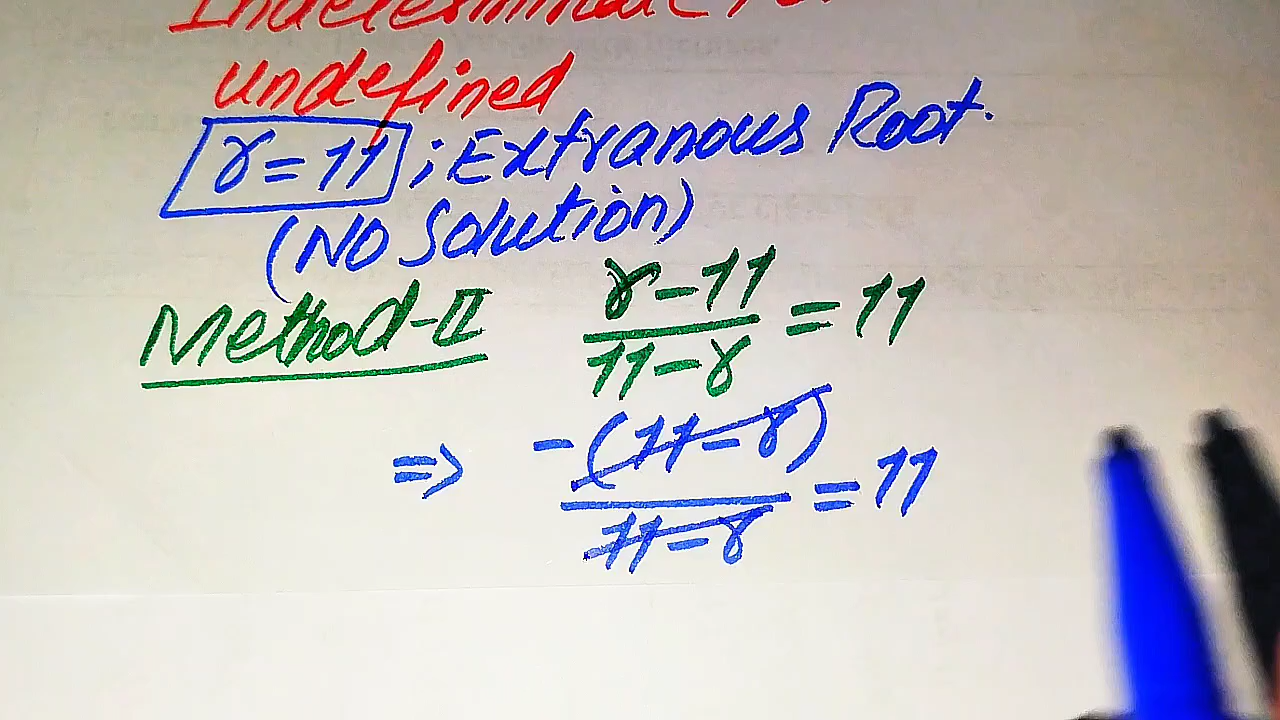 undefined
r = 11 ; Extranous Root.
(No Solution)
Method-II r-11/11-r = 11
=> -(11-r)/11-r = 11